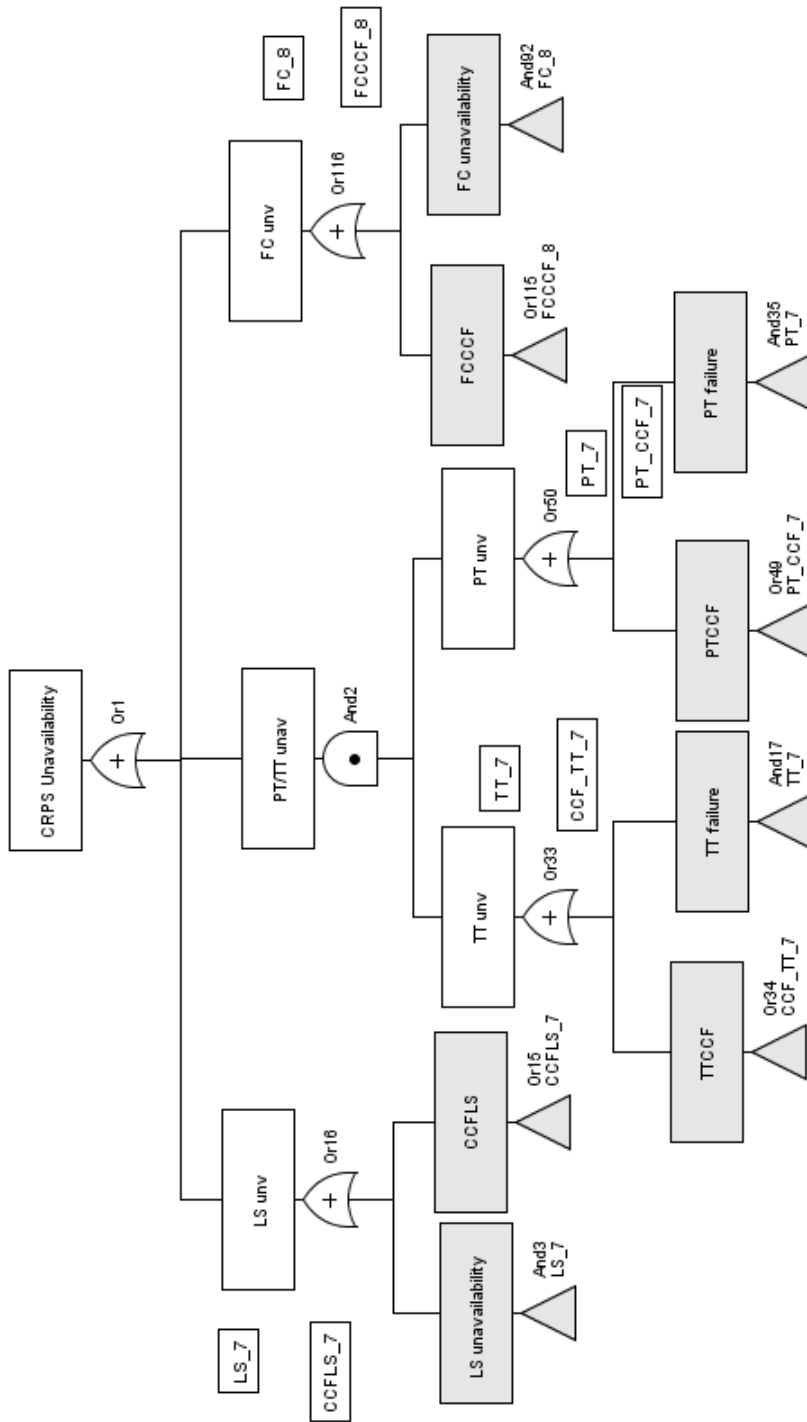 CRPS Unavailability
Or1
LS unv
PT/TT unav
FC unv
LS_7
CCFLS_7
Or16
And2
Or116
FC_8
FCCCF_8
LS unavailability
And3
LS_7
CCFLS
Or15
CCFLS_7
TT unv
Or33
TT_7
CCF_TT_7
PT unv
Or50
PT_7
PT_CCF_7
FCCCF
Or115
FCCCF_8
FC unavailability
And92
FC_8
TTCCF
Or34
CCF_TT_7
TT failure
And17
TT_7
PTCCF
Or49
PT_CCF_7
PT failure
And35
PT_7